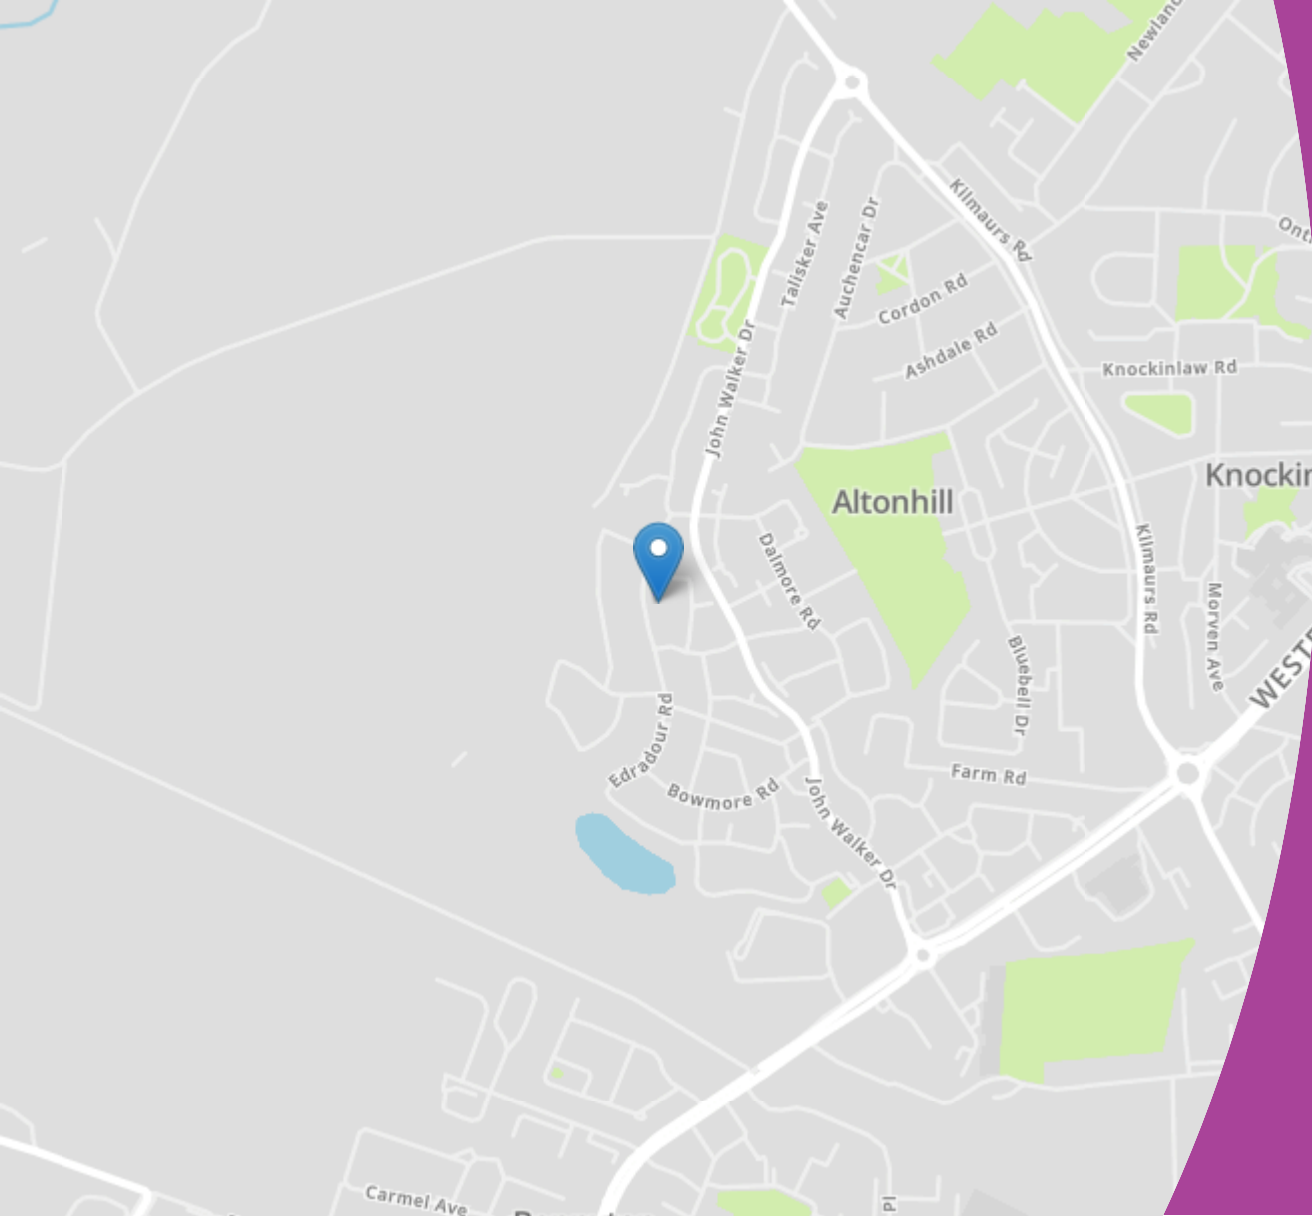 Newland
Kilmaurs Rd
Talisker Ave
Auchencar Dr
Ont
Cordon Rd
Ashdale Rd
John Walker Dr
Knockinlaw Rd
Knockin
Altonhill
Dalmore Rd
Kilmaurs Rd
Morven Ave
Bluebell Dr
WESTE
Edradour Rd
Bowmore Rd
Farm Rd
John Walker Dr
Carmel Ave
Pl